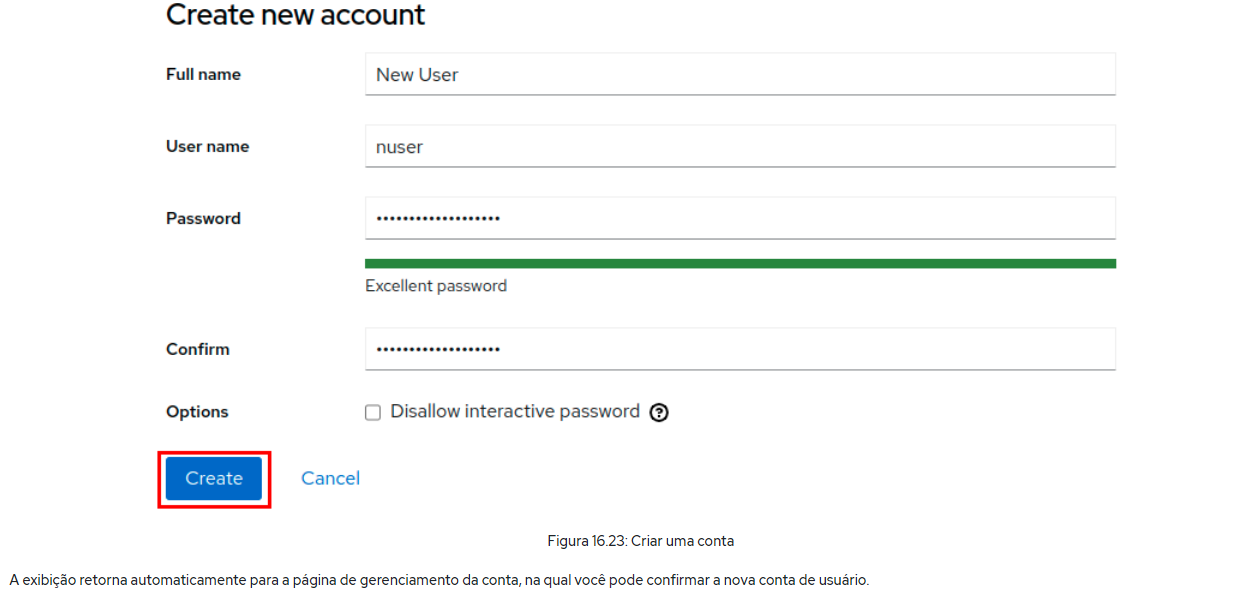 Create new account
Full name
New User
User name
nuser
Password
•••••••••••••••••••
Excellent password
Confirm
•••••••••••••••••••
Options
Disallow interactive password ?
Create Cancel
Figura 16.23: Criar uma conta
A exibição retorna automaticamente para a página de gerenciamento da conta, na qual você pode confirmar a nova conta de usuário.